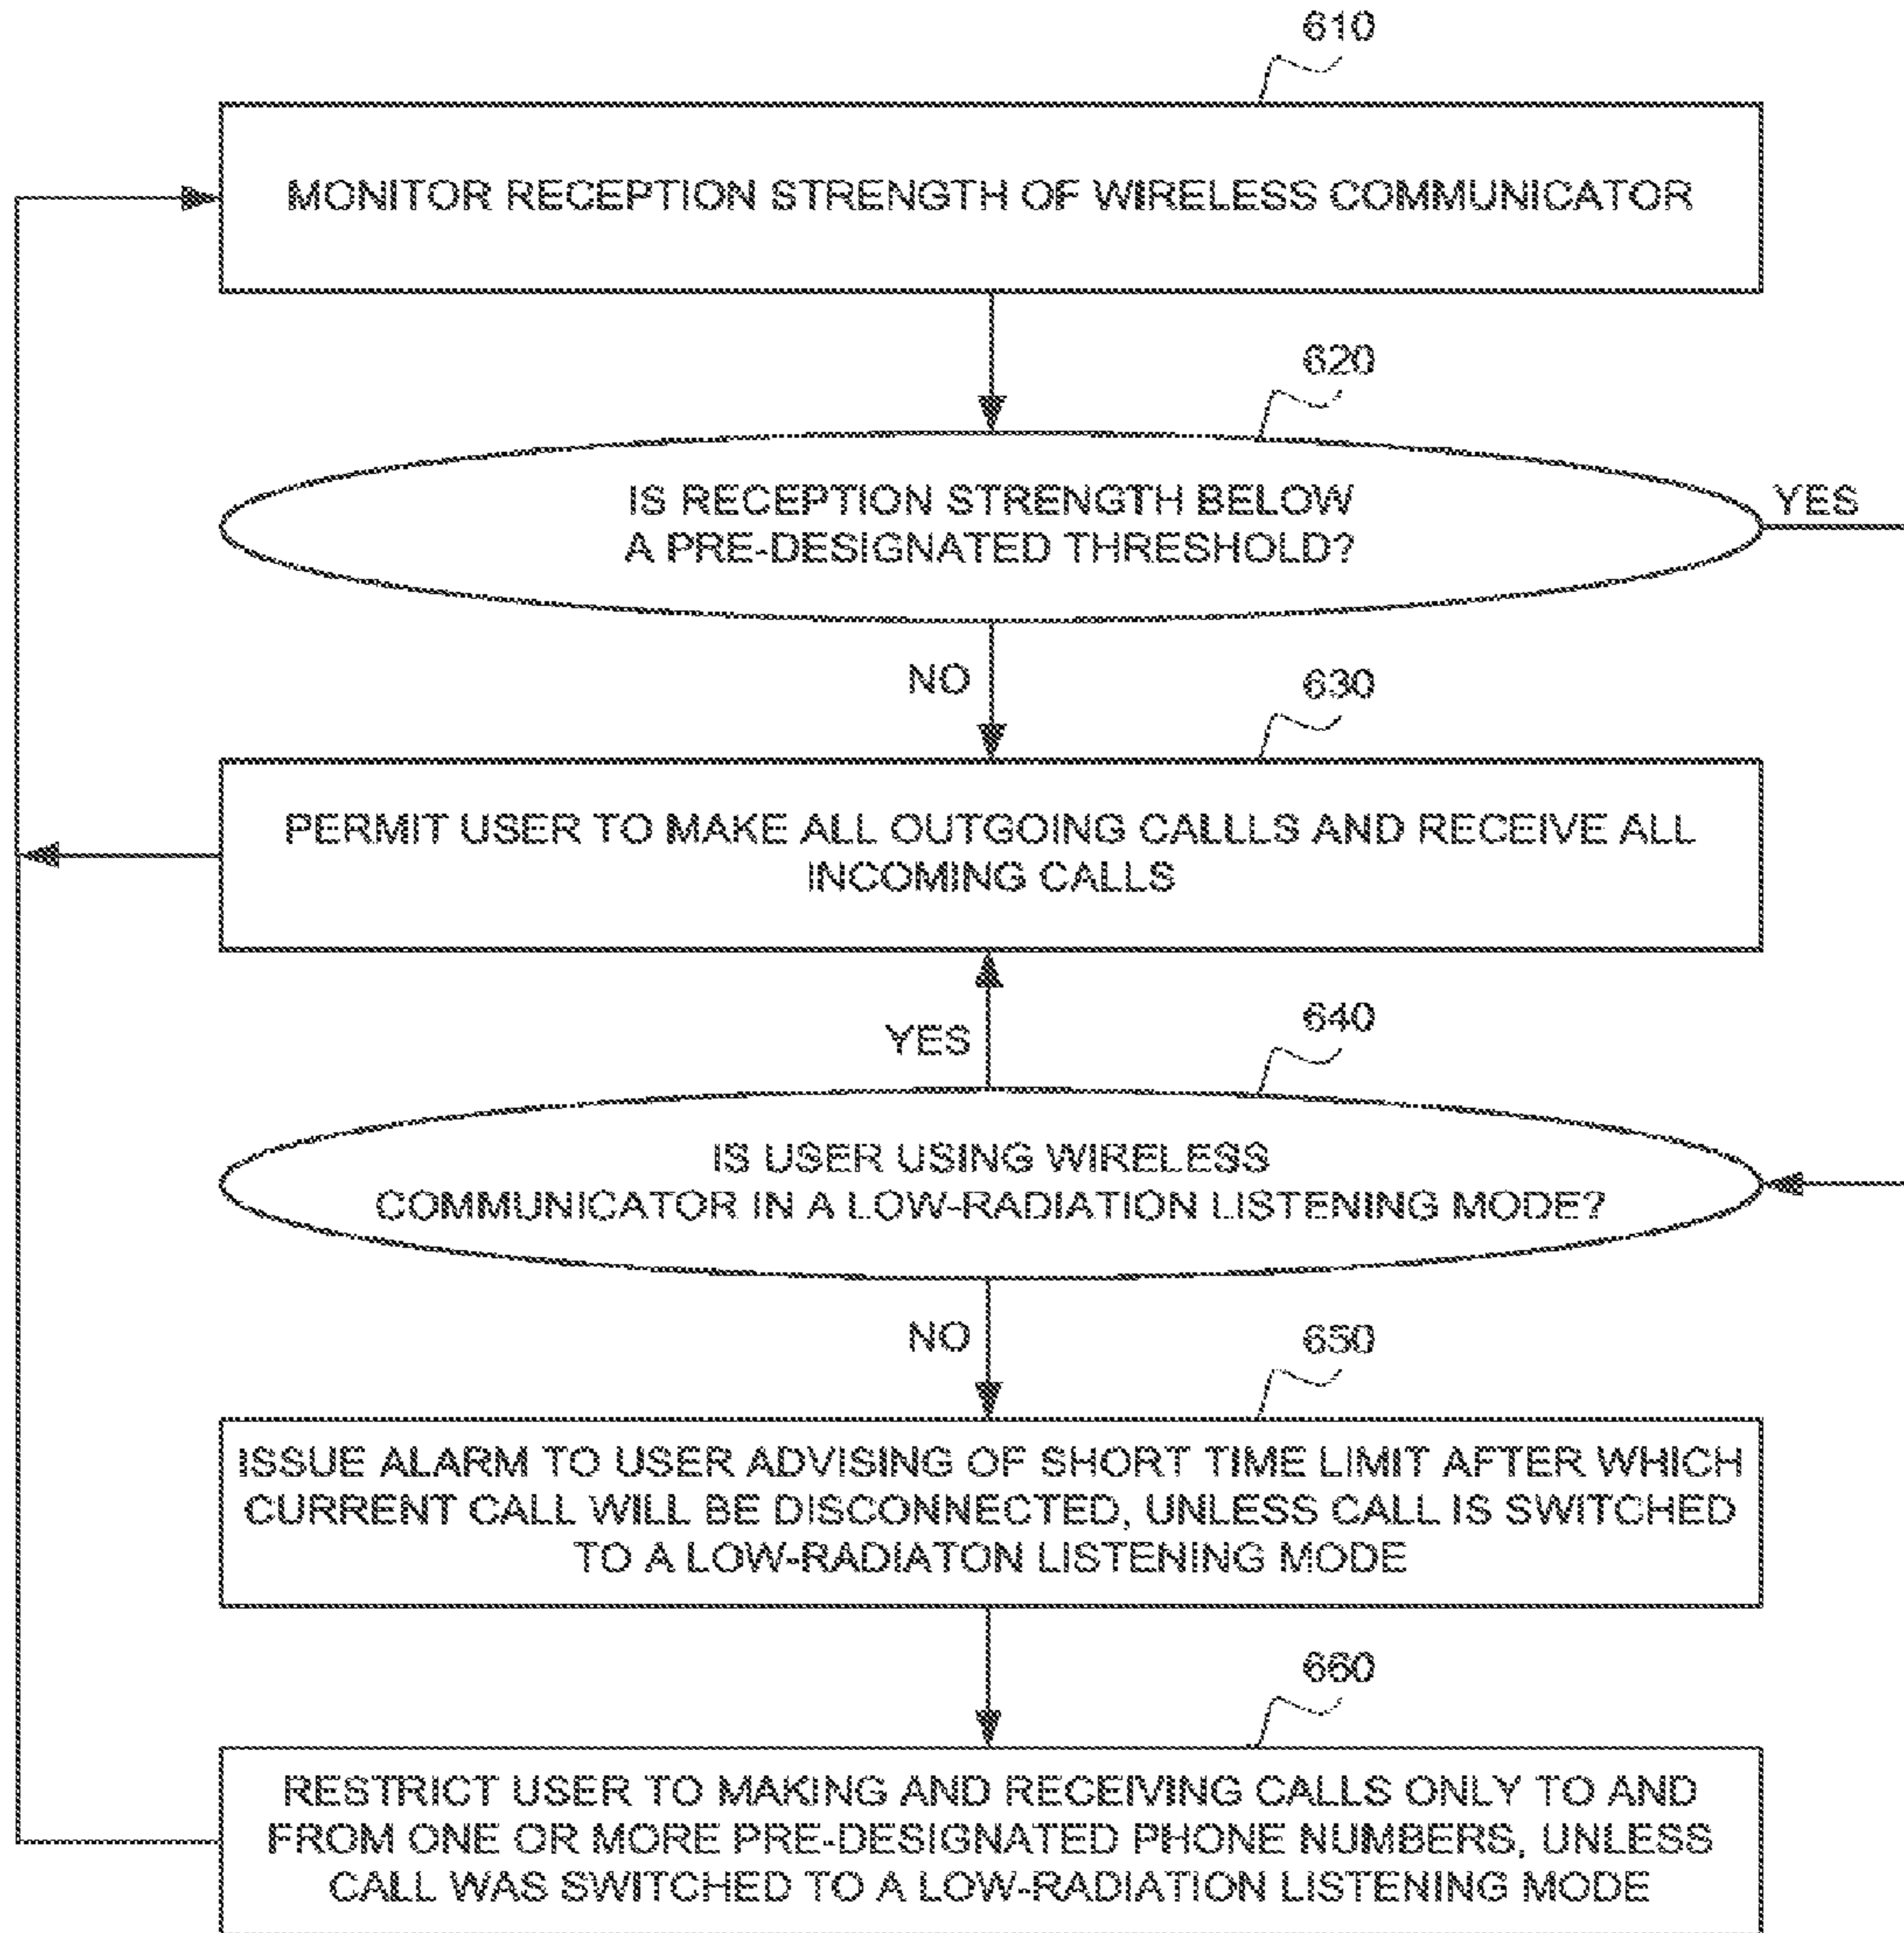 610
MONITOR RECEPTION STRENGTH OF WIRELESS COMMUNICATOR
620
IS RECEPTION STRENGTH BELOW
A PRE-DESIGNATED THRESHOLD?
YES
NO
630
PERMIT USER TO MAKE ALL OUTGOING CALLLS AND RECEIVE ALL
INCOMING CALLS
YES
640
IS USER USING WIRELESS
COMMUNICATOR IN A LOW-RADIATION LISTENING MODE?
NO
650
ISSUE ALARM TO USER ADVISING OF SHORT TIME LIMIT AFTER WHICH
CURRENT CALL WILL BE DISCONNECTED, UNLESS CALL IS SWITCHED
TO A LOW-RADIATON LISTENING MODE
660
RESTRICT USER TO MAKING AND RECEIVING CALLS ONLY TO AND
FROM ONE OR MORE PRE-DESIGNATED PHONE NUMBERS, UNLESS
CALL WAS SWITCHED TO A LOW-RADIATION LISTENING MODE